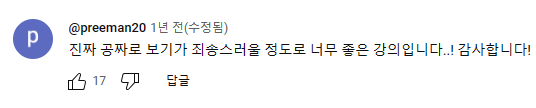 p
@preeman20 1년 전(수정됨)
진짜 공짜로 보기가 죄송스러울 정도로 너무 좋은 강의입니다..! 감사합니다!
17 답글